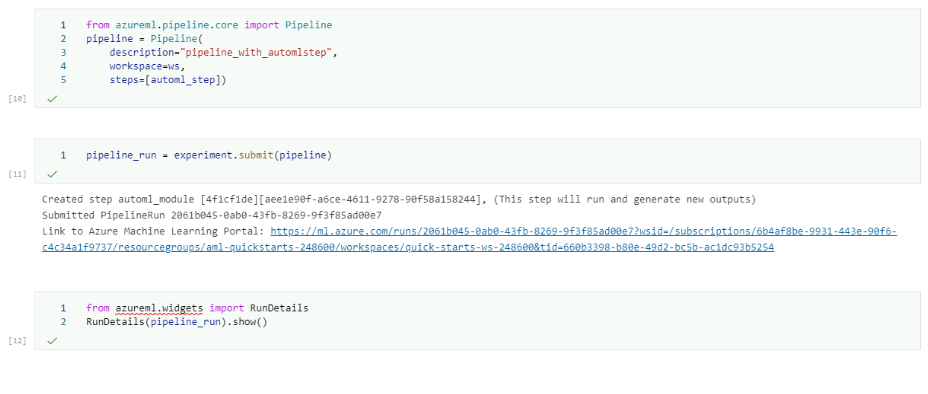 1 from azureml.pipeline.core import Pipeline
2 pipeline = Pipeline(
3 description="pipeline_with_automlstep",
4 workspace=ws,
5 steps=[automl_step])
[10]
1 pipeline_run = experiment.submit(pipeline)
[11]
Created step automl_module [4f1cf1de][aee1e90f-a6ce-4611-9278-90f58a158244], (This step will run and generate new outputs)
Submitted PipelineRun 2061b045-0ab0-43fb-8269-9f3f85ad00e7
Link to Azure Machine Learning Portal: https://ml.azure.com/runs/2061b045-0ab0-43fb-8269-9f3f85ad00e7?wsid=/subscriptions/6b4af8be-9931-443e-90f6-
c4c34a1f9737/resourcegroups/aml-quickstarts-248600/workspaces/quick-starts-ws-248600&tid=660b3398-b80e-49d2-bc5b-ac1dc93b5254
1 from azureml.widgets import RunDetails
2 RunDetails(pipeline_run).show()
[12]